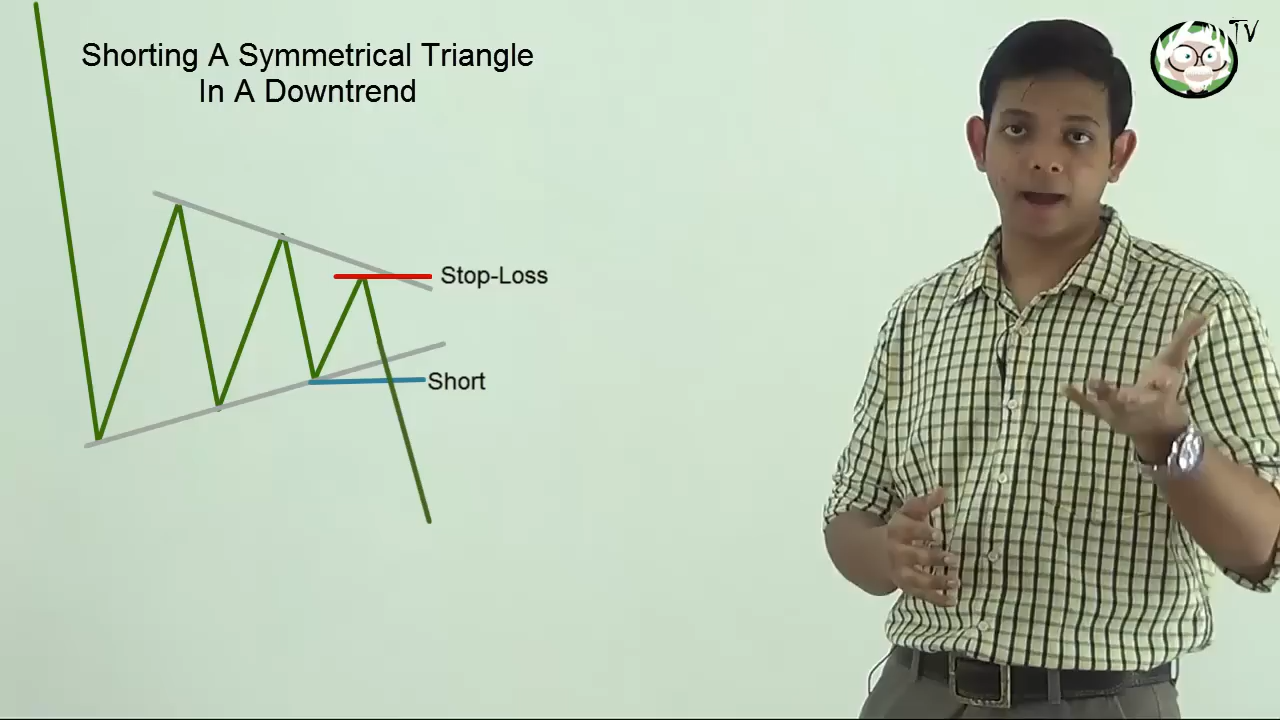 Shorting A Symmetrical Triangle
In A Downtrend
Stop-Loss
Short
TV